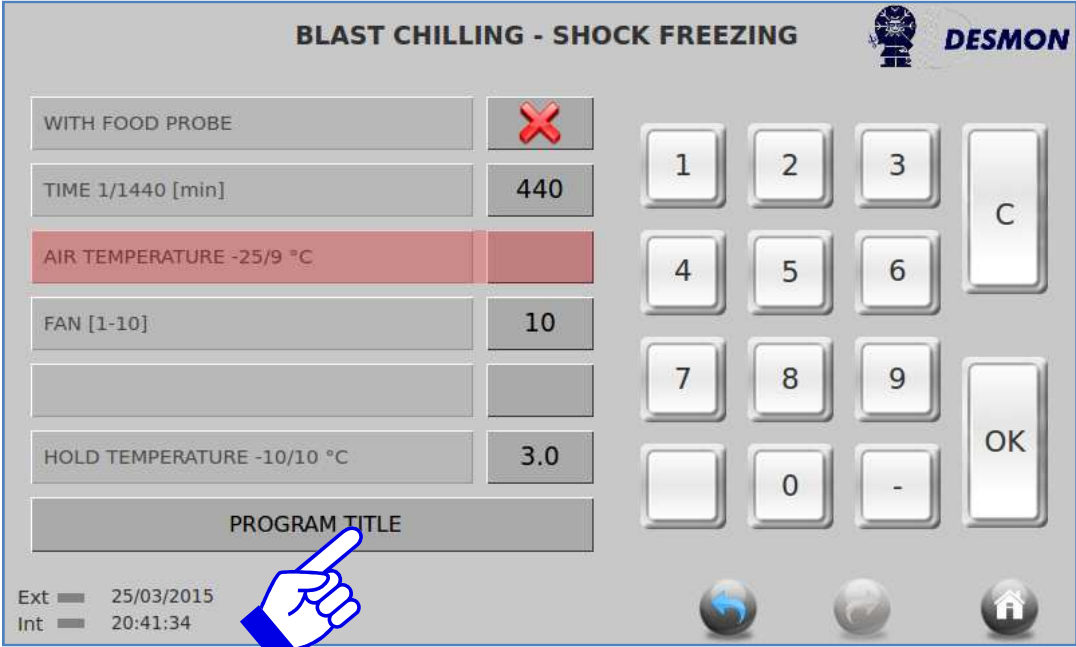 BLAST CHILLING - SHOCK FREEZING
DESMON
WITH FOOD PROBE
TIME 1/1440 [min] 440
AIR TEMPERATURE -25/9 °C
FAN [1-10] 10
HOLD TEMPERATURE -10/10 °C 3.0
PROGRAM TITLE
1 2 3
C
4 5 6
7 8 9
OK
0 -
Ext 25/03/2015
Int 20:41:34